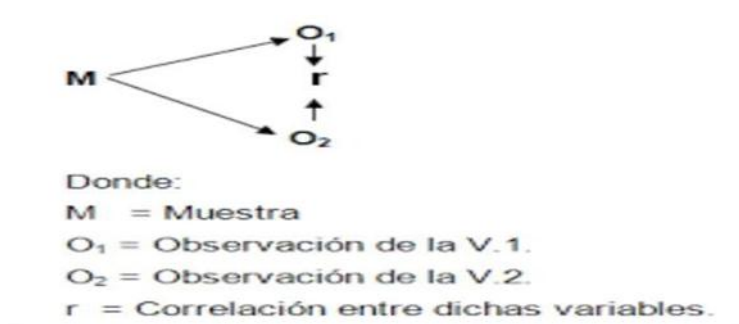 O₁
M r
O₂
Donde:
M = Muestra
O₁ = Observación de la V.1.
O₂ = Observación de la V.2.
r = Correlación entre dichas variables.